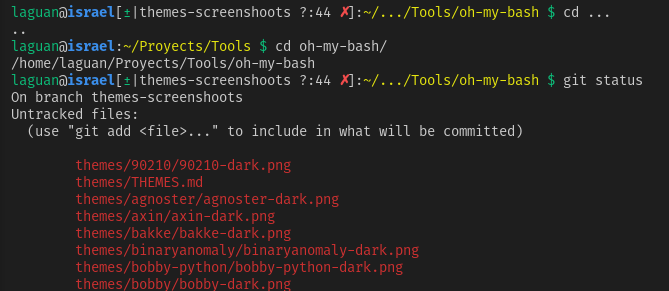 laguan@israel[±|themes-screenshoots ?:44 ✗]:~/.../Tools/oh-my-bash $ cd ...
..
laguan@israel:~/Proyects/Tools $ cd oh-my-bash/
/home/laguan/Proyects/Tools/oh-my-bash
laguan@israel[±|themes-screenshoots ?:44 ✗]:~/.../Tools/oh-my-bash $ git status
On branch themes-screenshoots
Untracked files:
  (use "git add <file>..." to include in what will be committed)
        themes/90210/90210-dark.png
        themes/THEMES.md
        themes/agnoster/agnoster-dark.png
        themes/axin/axin-dark.png
        themes/bakke/bakke-dark.png
        themes/binaryanomaly/binaryanomaly-dark.png
        themes/bobby-python/bobby-python-dark.png
        themes/bobby/bobby-dark.png